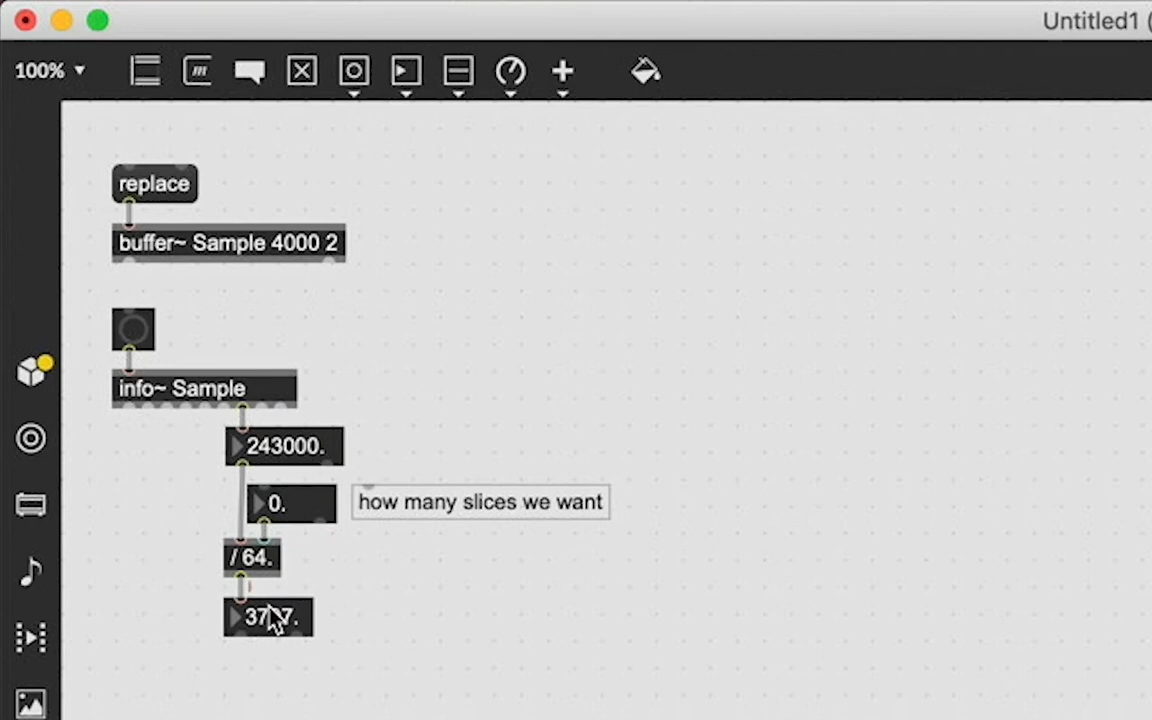 Untitled1 (
100%
replace
buffer~ Sample 4000 2
info~ Sample
243000.
0.
how many slices we want
/ 64.